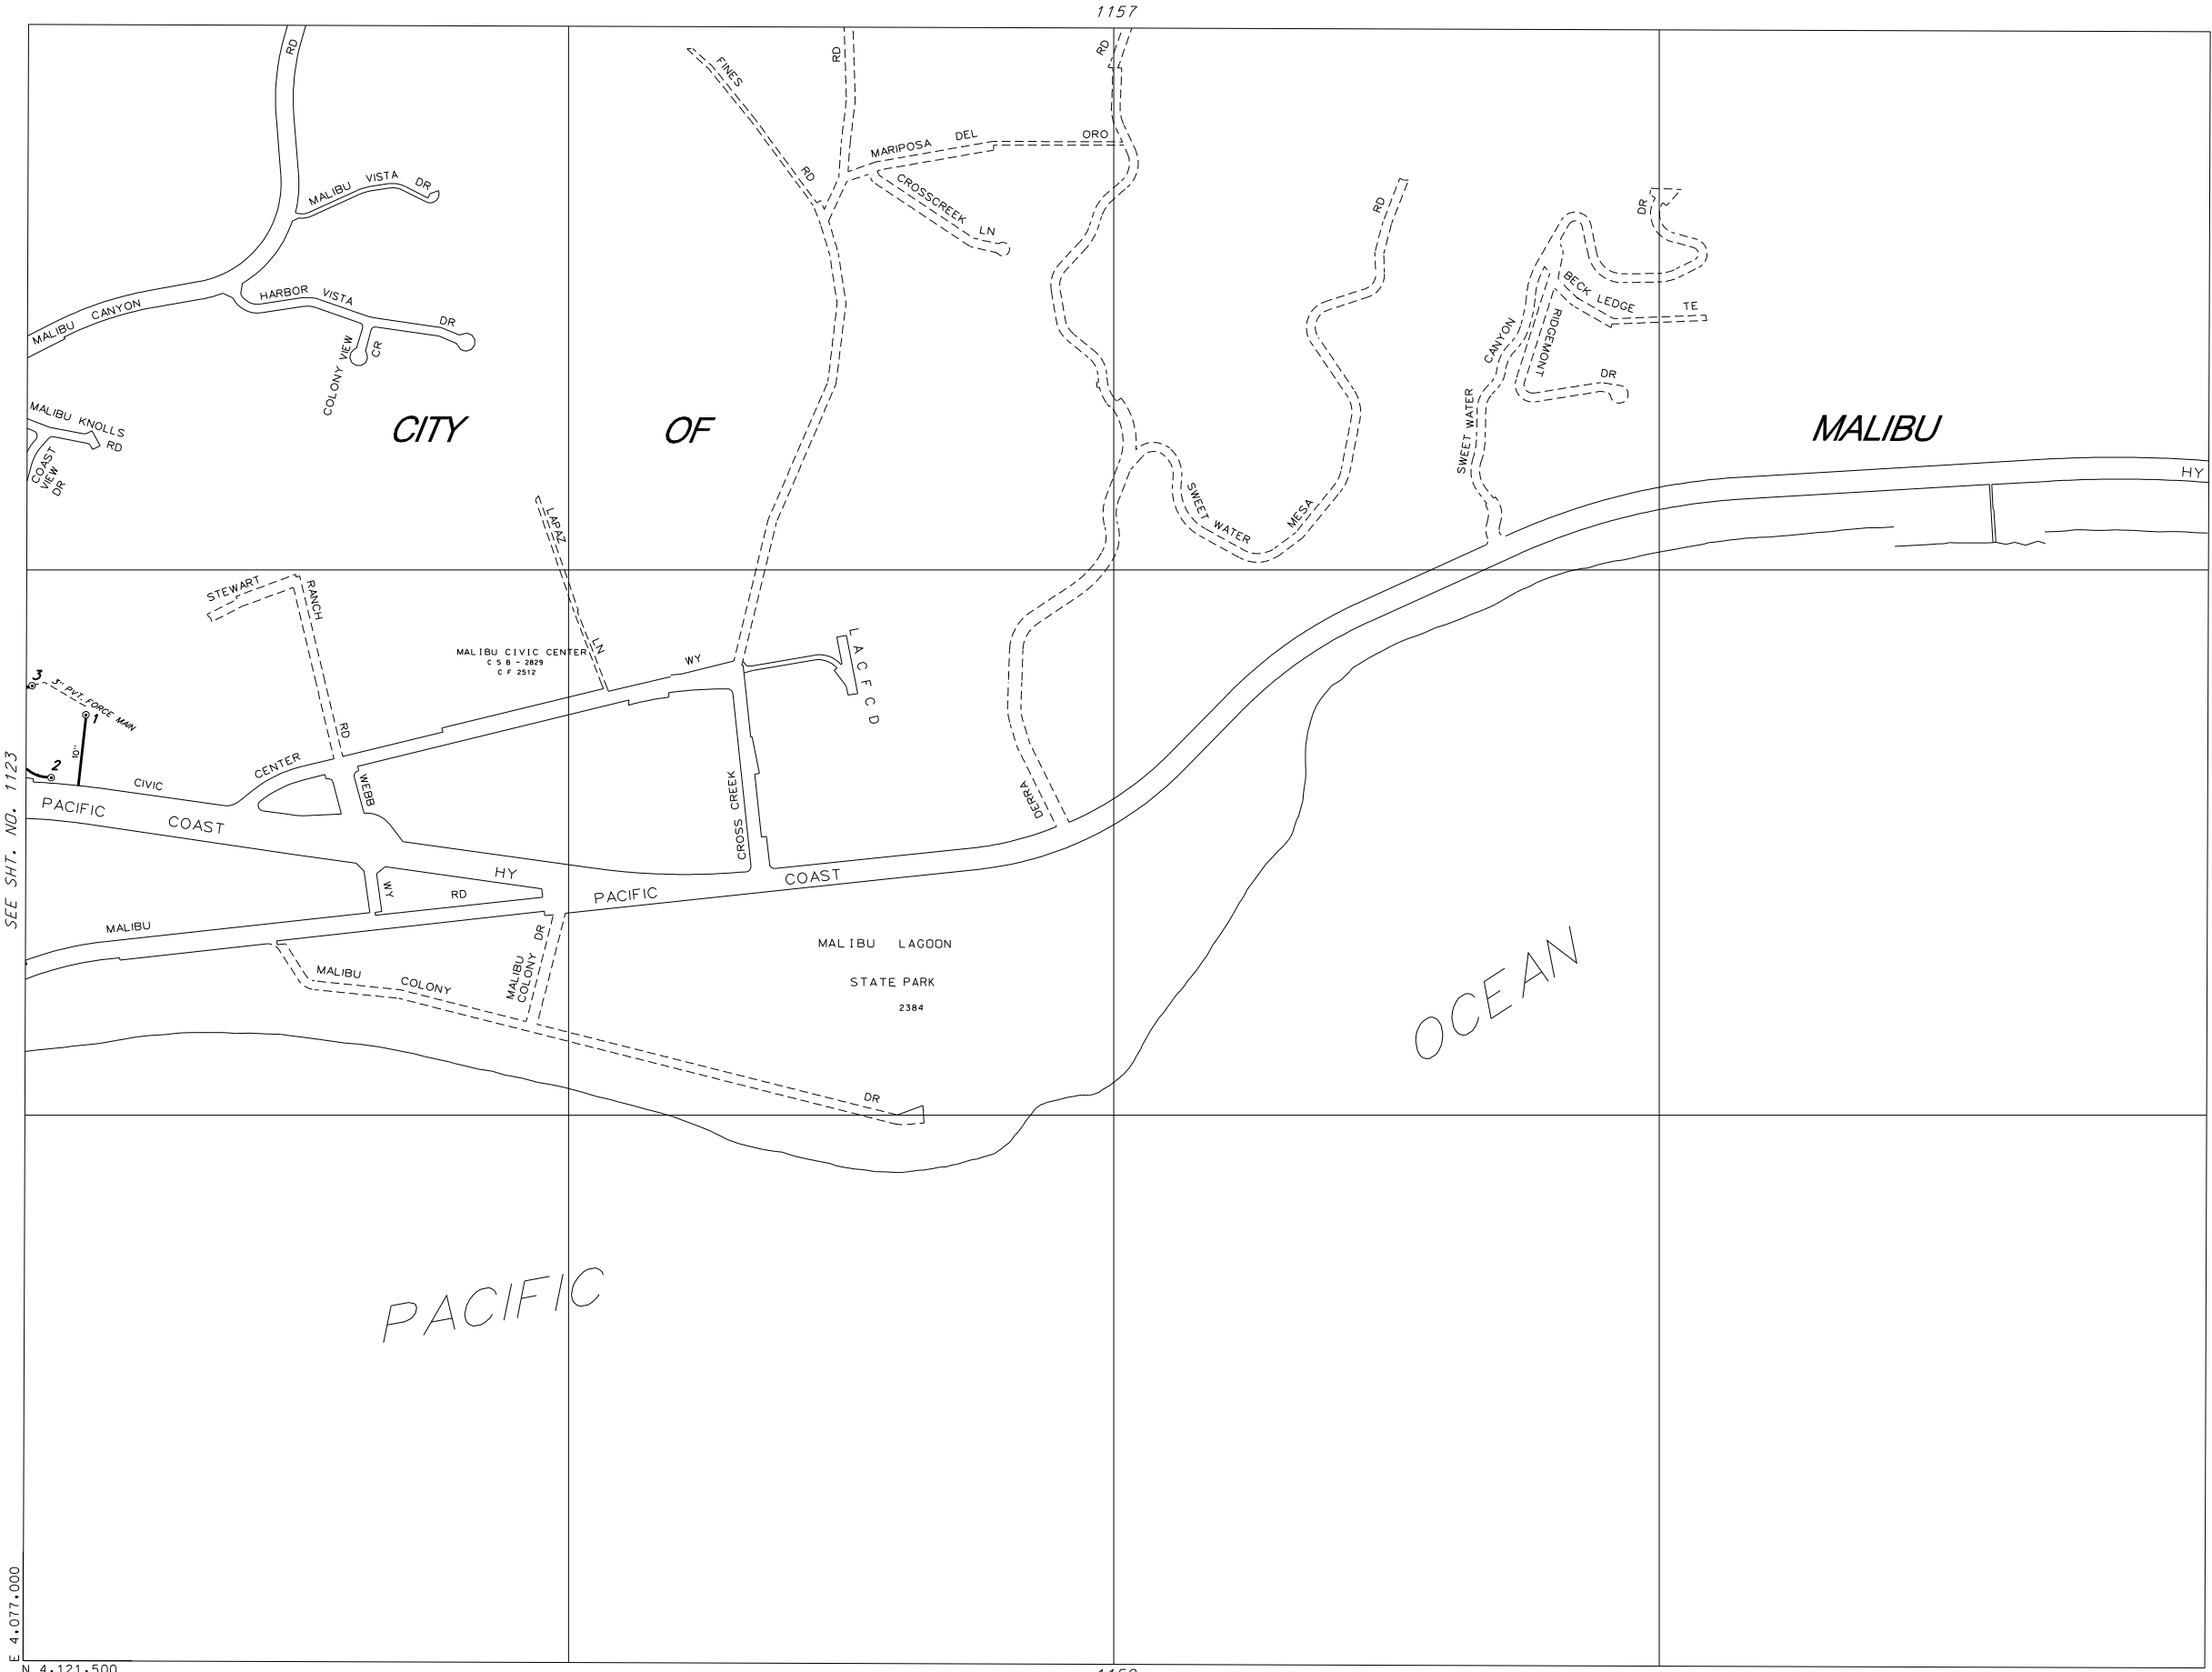 1157
RD
FINES
RD
RD
RD
MARIPOSA DEL ORO
CROSSCREEK LN
MALIBU VISTA DR
MALIBU CANYON
HARBOR VISTA DR
COLONY VIEW
CR
MALIBU KNOLLS
RD
COAST
VIEW
DR
CITY OF MALIBU
RD
DR
BECK LEDGE TE
RIDGEMONT
DR
CANYON
SWEET WATER
SWEET WATER
MESA
HY
LAPAZ
LN
STEWART
RANCH
RD
MALIBU CIVIC CENTER
C S B - 2829
C F 2512
WY
L A C F C D
3
3" PVT. FORCE MAIN
1
10"
2
CIVIC
CENTER
WEBB
WY
CROSS CREEK
DERRA
PACIFIC COAST
HY
PACIFIC COAST
SEE SHT. NO. 1123
MALIBU
RD
MALIBU COLONY
MALIBU
COLONY
DR
DR
MALIBU LAGOON
STATE PARK
2384
OCEAN
PACIFIC
E 4.077.000
N 4.121.500